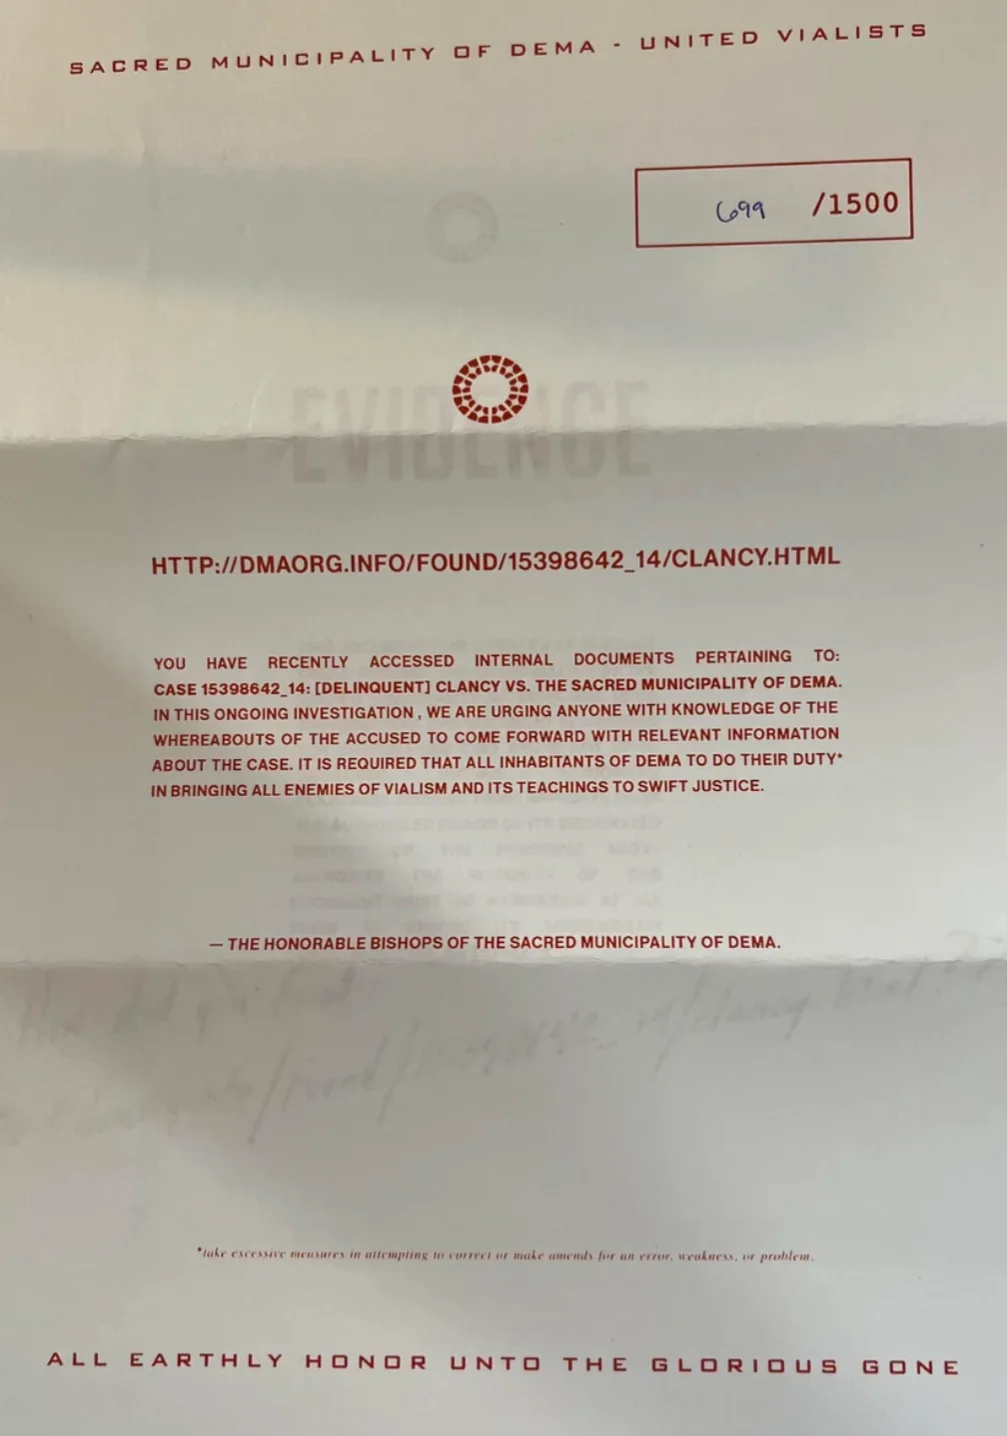 SACRED MUNICIPALITY OF DEMA - UNITED VIALISTS
699 /1500
EVIDENCE
HTTP://DMAORG.INFO/FOUND/15398642_14/CLANCY.HTML
YOU HAVE RECENTLY ACCESSED INTERNAL DOCUMENTS PERTAINING TO:
CASE 15398642_14: [DELINQUENT] CLANCY VS. THE SACRED MUNICIPALITY OF DEMA.
IN THIS ONGOING INVESTIGATION , WE ARE URGING ANYONE WITH KNOWLEDGE OF THE
WHEREABOUTS OF THE ACCUSED TO COME FORWARD WITH RELEVANT INFORMATION
ABOUT THE CASE. IT IS REQUIRED THAT ALL INHABITANTS OF DEMA TO DO THEIR DUTY*
IN BRINGING ALL ENEMIES OF VIALISM AND ITS TEACHINGS TO SWIFT JUSTICE.
— THE HONORABLE BISHOPS OF THE SACRED MUNICIPALITY OF DEMA.
How did you find
*take excessive measures in attempting to correct or make amends for an error, weakness, or problem.
ALL EARTHLY HONOR UNTO THE GLORIOUS GONE